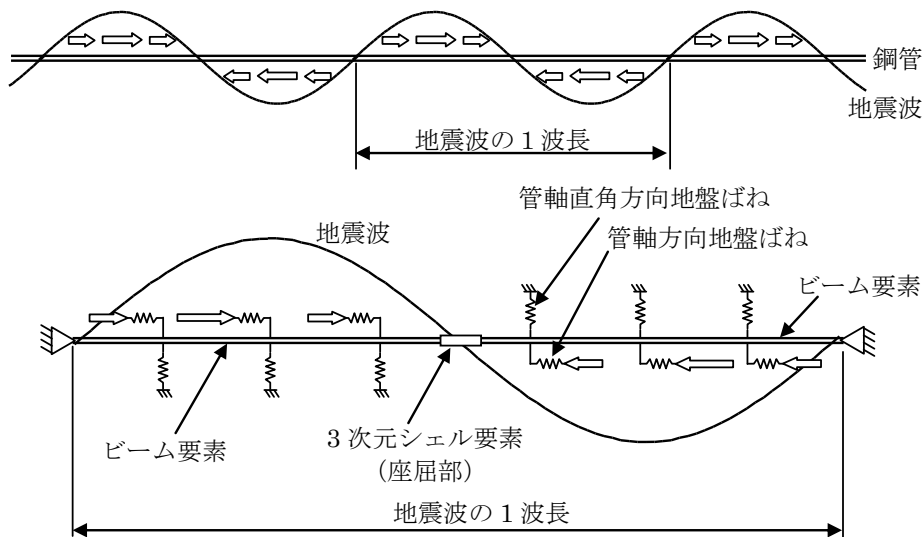 鋼管
地震波
地震波の１波長
管軸直角方向地盤ばね
地震波
管軸方向地盤ばね
ビーム要素
ビーム要素
３次元シェル要素
（座屈部）
地震波の１波長